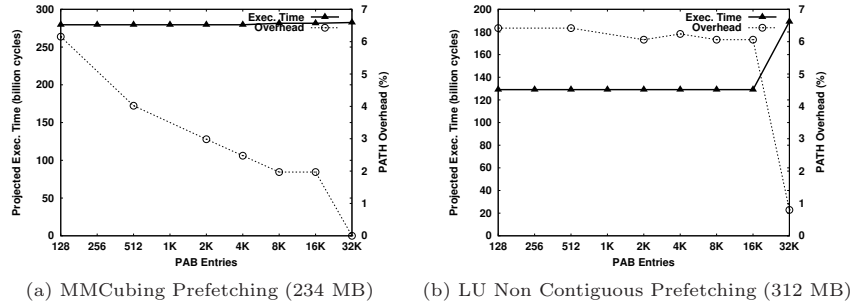 300
250
200
150
100
50
0
7
6
5
4
3
2
1
0
128 256 512 1K 2K 4K 8K 16K 32K
Projected Exec. Time (billion cycles)
PATH Overhead (%)
PAB Entries
Exec. Time
Overhead
(a) MMCubing Prefetching (234 MB)
200
180
160
140
120
100
80
60
40
20
0
7
6
5
4
3
2
1
0
128 256 512 1K 2K 4K 8K 16K 32K
Projected Exec. Time (billion cycles)
PATH Overhead (%)
PAB Entries
Exec. Time
Overhead
(b) LU Non Contiguous Prefetching (312 MB)